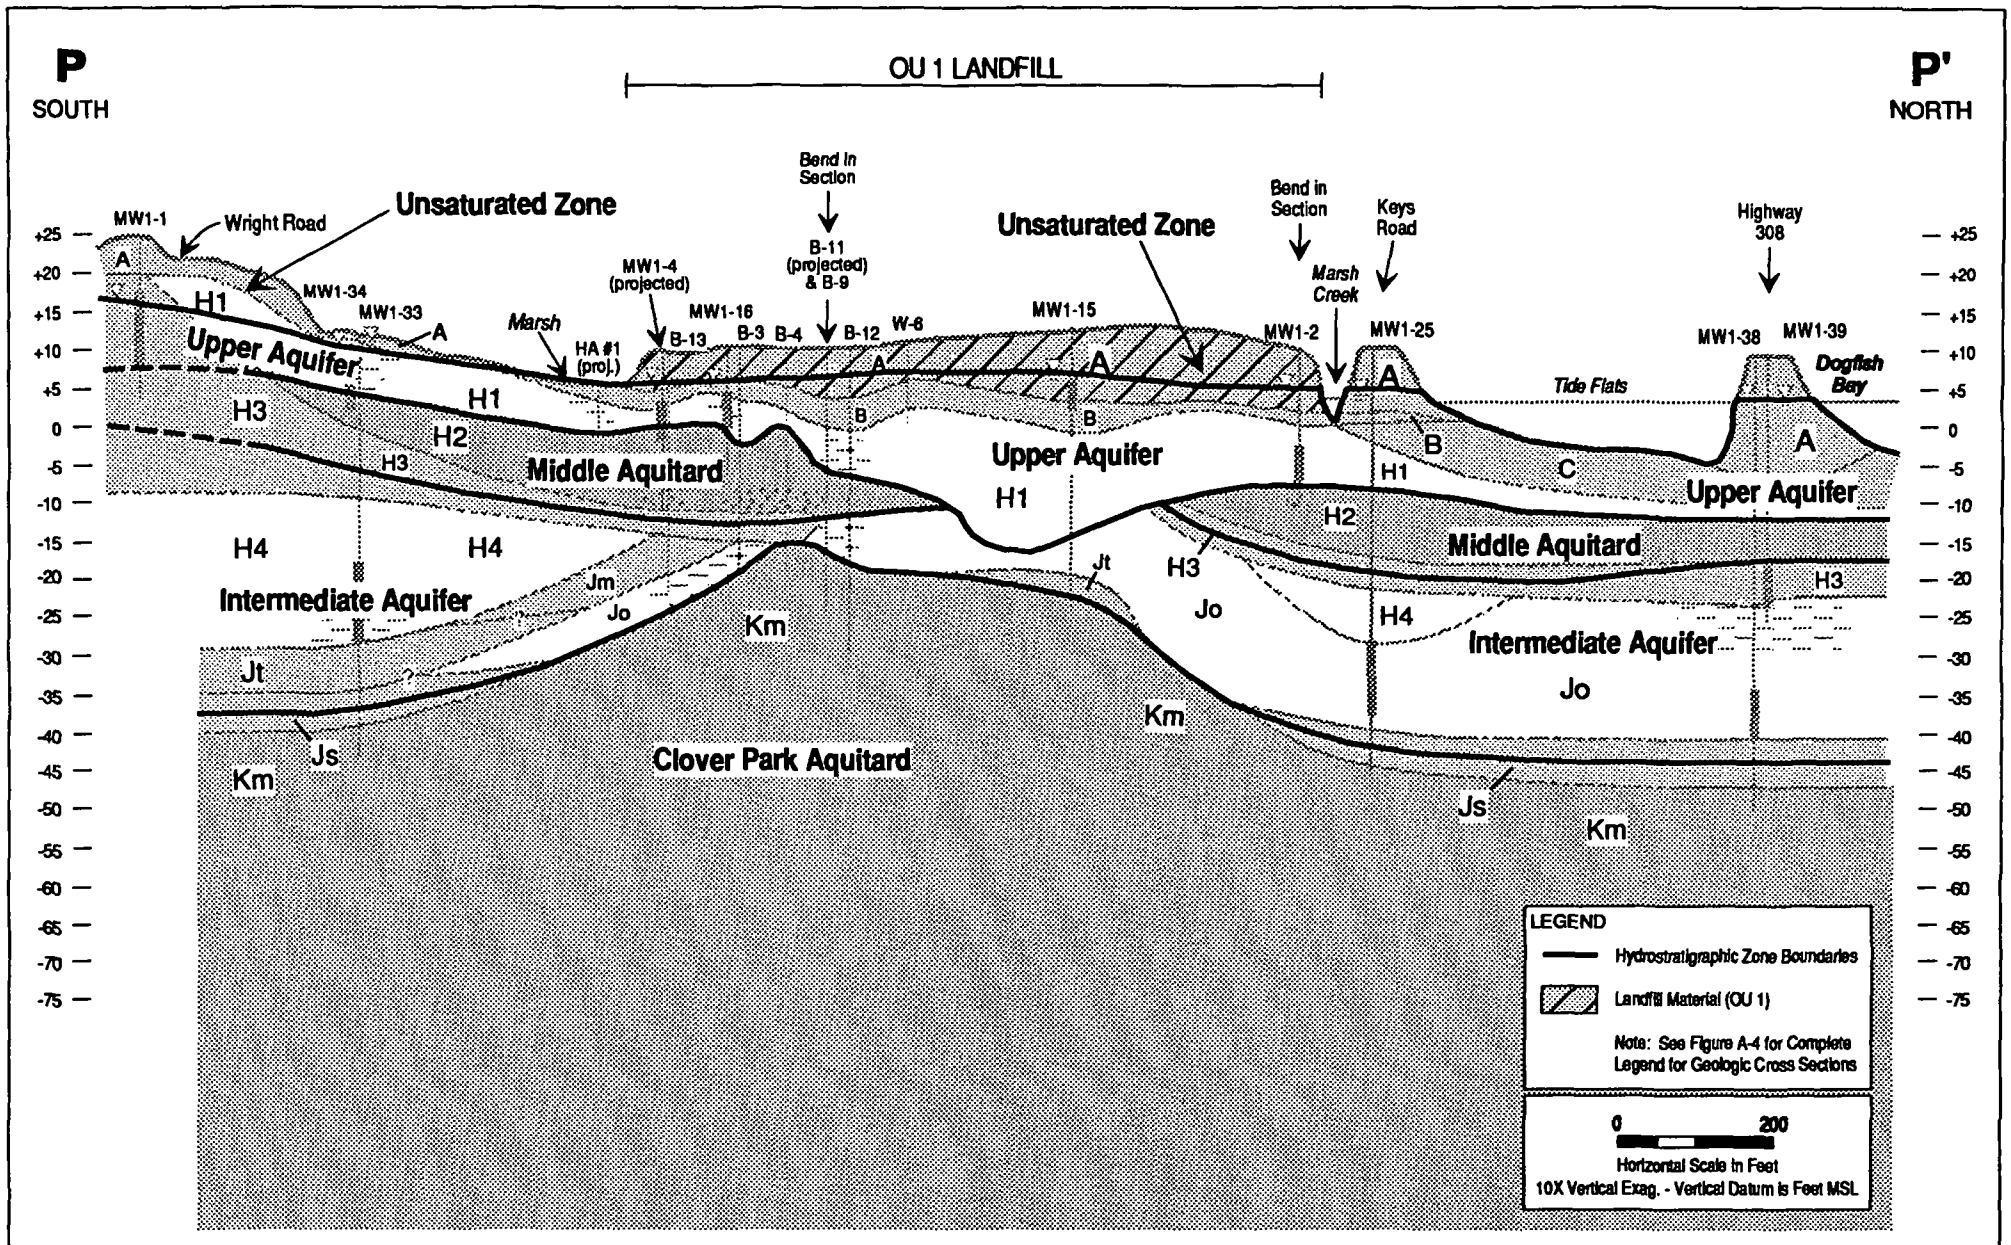 P
SOUTH
OU 1 LANDFILL
P'
NORTH
Bend in
Section
Unsaturated Zone
Wright Road
MW1-1
MW1-34
MW1-33
A
A
H1
Marsh
HA #1
(proj.)
MW1-4
(projected)
B-13
MW1-16
B-3
B-4
B-11
(projected)
& B-9
B-12
W-6
MW1-15
Unsaturated Zone
Bend in
Section
MW1-2
Marsh
Creek
Keys
Road
MW1-25
Highway
308
MW1-38
MW1-39
Dogfish
Bay
Tide Flats
+25
+20
+15
+10
+5
0
-5
-10
-15
-20
-25
-30
-35
-40
-45
-50
-55
-60
-65
-70
-75
+25
+20
+15
+10
+5
0
-5
-10
-15
-20
-25
-30
-35
-40
-45
-50
-55
-60
-65
-70
-75
A
A
A
A
B
B
B
C
Upper Aquifer
H1
H3
H2
H3
Middle Aquitard
Upper Aquifer
H1
H1
Upper Aquifer
H2
Middle Aquitard
H3
H3
H4
H4
H4
Intermediate Aquifer
Jm
Jo
?
?
Jt
Jt
Jo
Intermediate Aquifer
Jo
Km
Km
Js
Km
Clover Park Aquitard
Js
Km
LEGEND
Hydrostratigraphic Zone Boundaries
Landfill Material (OU 1)
Note: See Figure A-4 for Complete
Legend for Geologic Cross Sections
0 200
Horizontal Scale in Feet
10X Vertical Exag. - Vertical Datum is Feet MSL